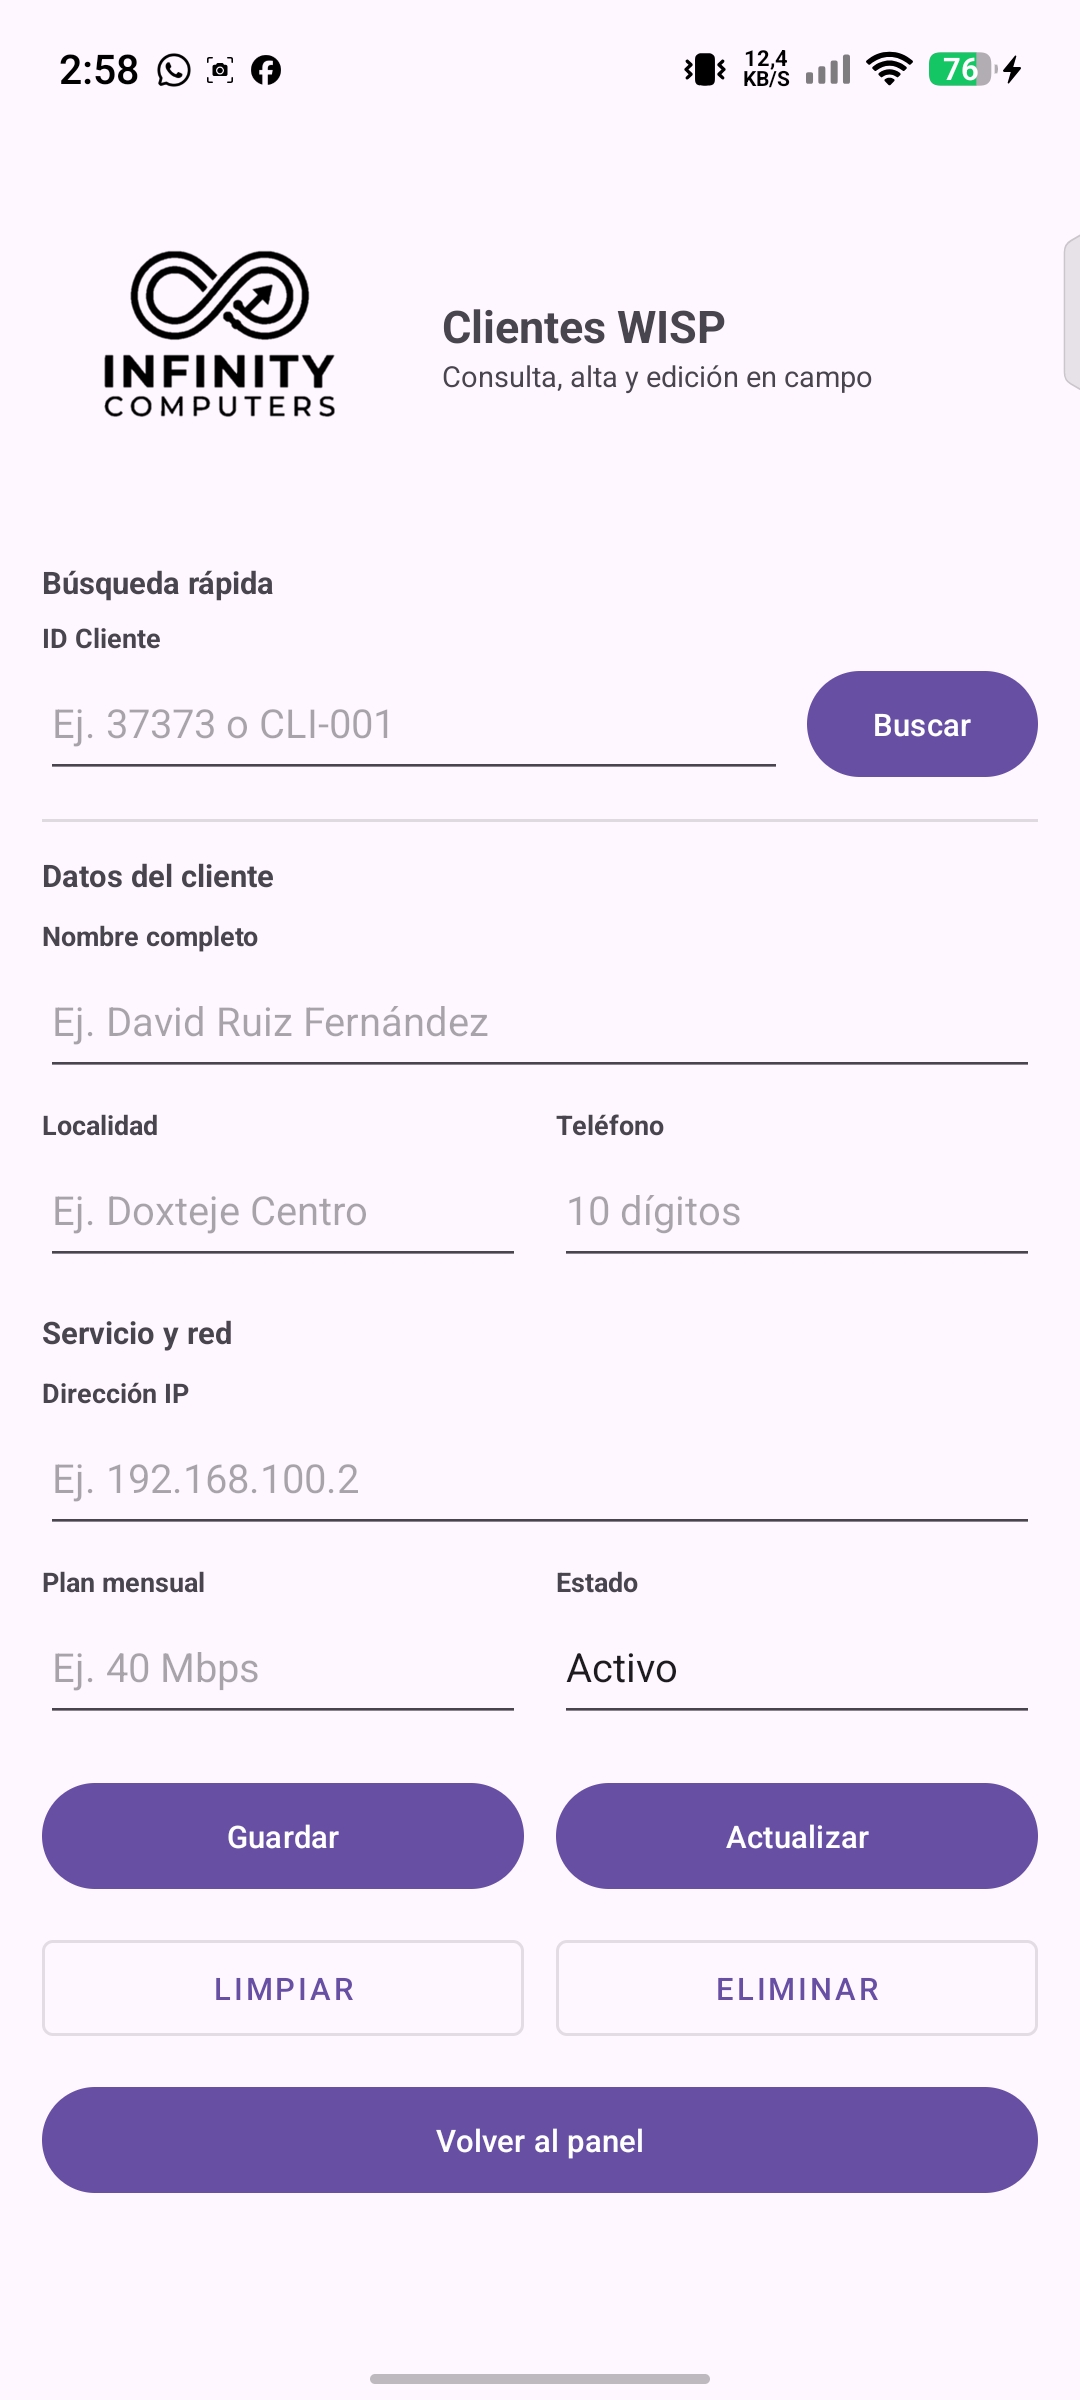 2:58
12,4
KB/S
76
INFINITY
COMPUTERS
Clientes WISP
Consulta, alta y edición en campo
Búsqueda rápida
ID Cliente
Ej. 37373 o CLI-001
Buscar
Datos del cliente
Nombre completo
Ej. David Ruiz Fernández
Localidad
Teléfono
Ej. Doxteje Centro
10 dígitos
Servicio y red
Dirección IP
Ej. 192.168.100.2
Plan mensual
Estado
Ej. 40 Mbps
Activo
Guardar
Actualizar
LIMPIAR
ELIMINAR
Volver al panel